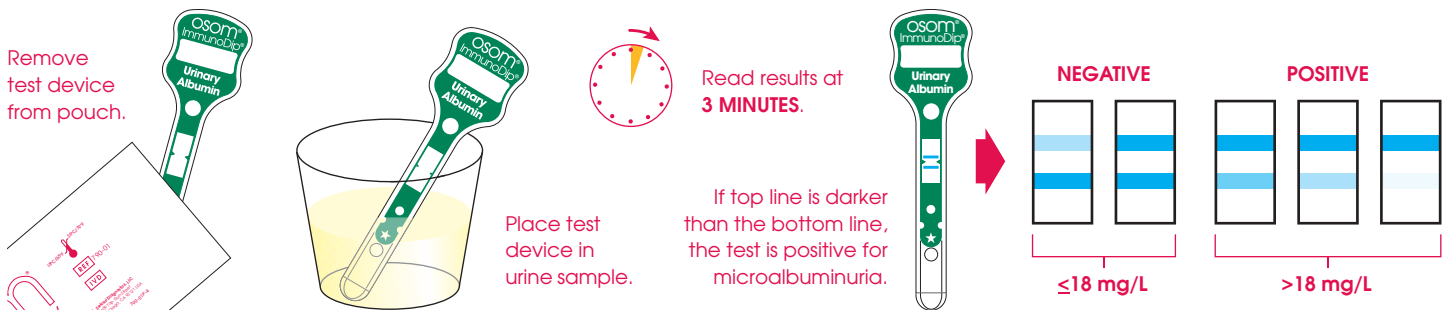 Remove
test device
from pouch.
OSOM®
ImmunoDip®
Urinary
Albumin
REF 790-01
IVD
OSOM®
ImmunoDip®
Urinary
Albumin
Place test
device in
urine sample.
Read results at
3 MINUTES.
If top line is darker
than the bottom line,
the test is positive for
microalbuminuria.
OSOM®
ImmunoDip®
Urinary
Albumin
NEGATIVE
POSITIVE
≤18 mg/L
>18 mg/L